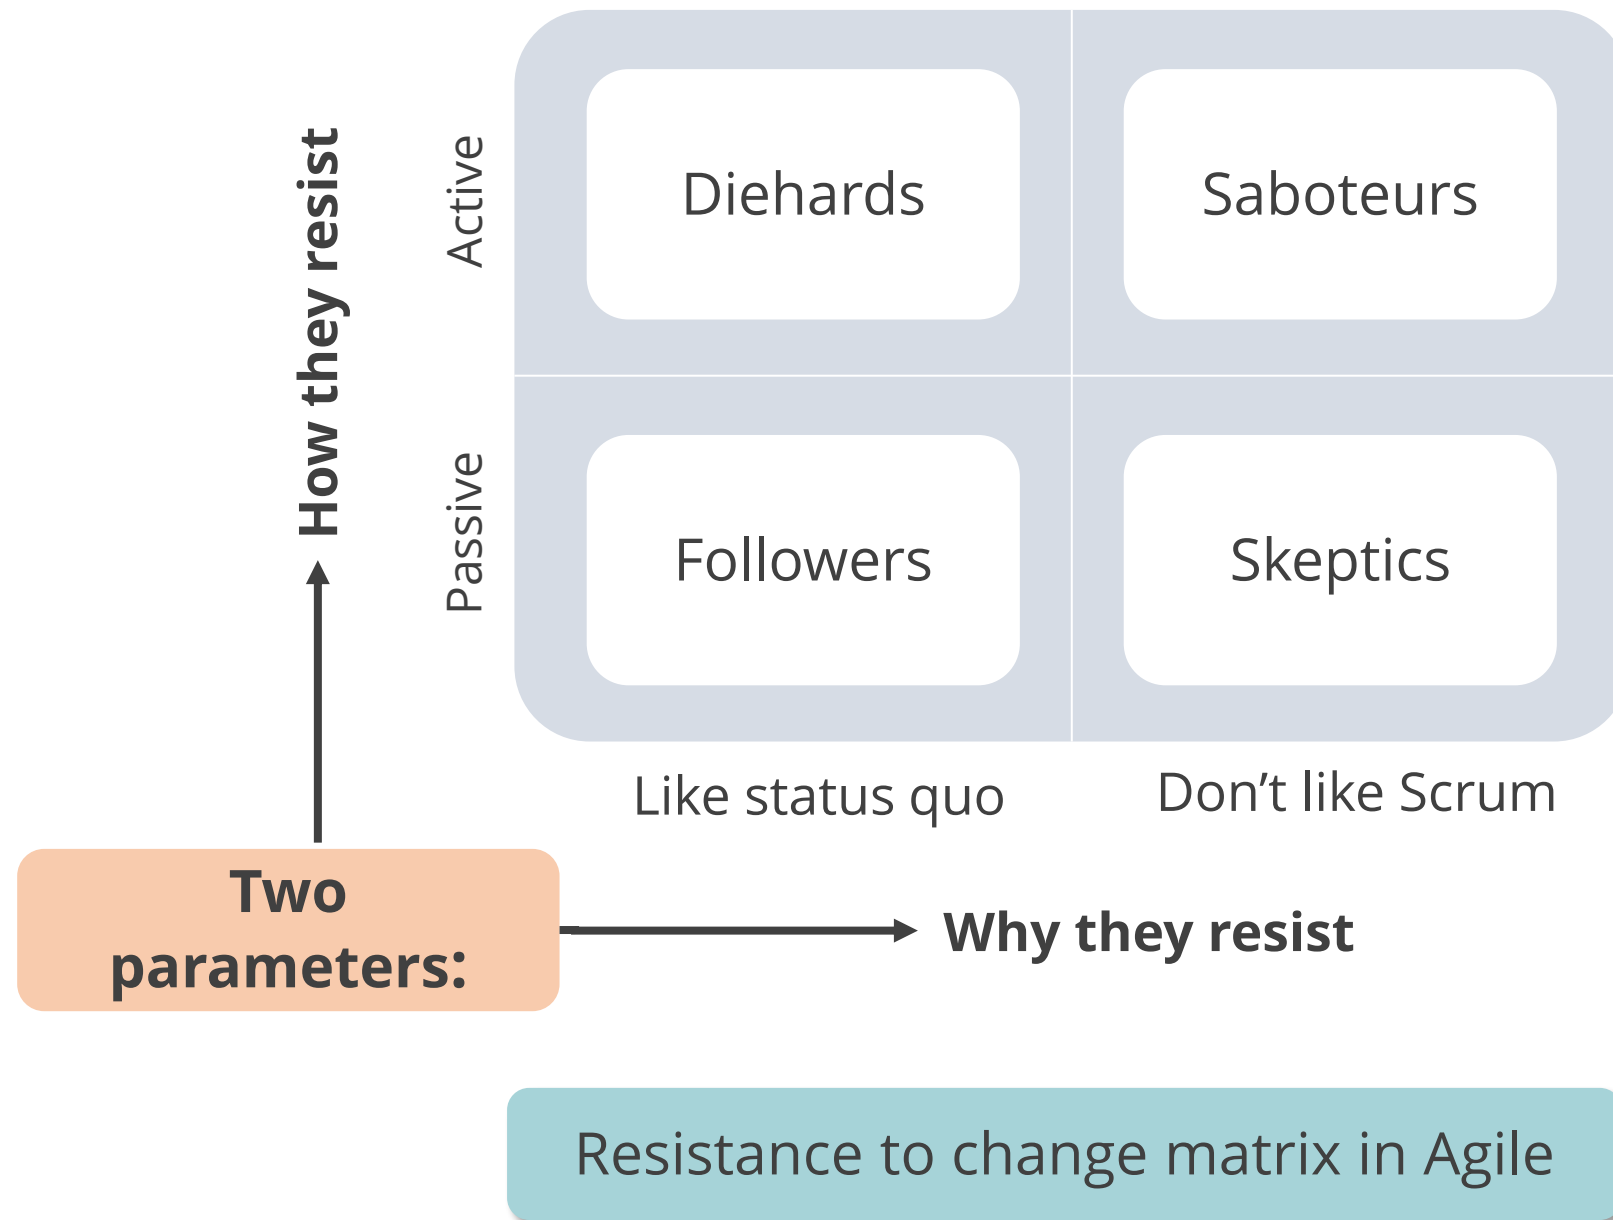 How they resist
Active
Diehards
Saboteurs
Passive
Followers
Skeptics
Like status quo
Don’t like Scrum
Two
parameters:
Why they resist
Resistance to change matrix in Agile